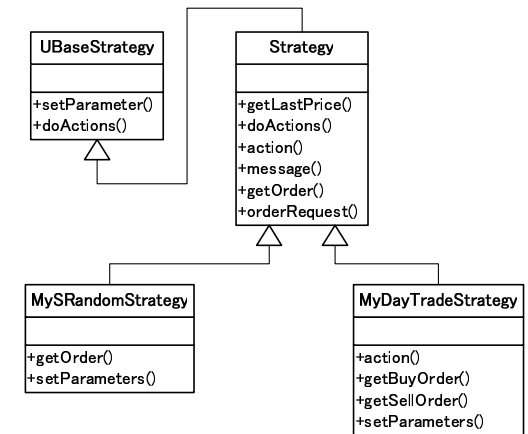 UBaseStrategy
+setParameter()
+doActions()
Strategy
+getLastPrice()
+doActions()
+action()
+message()
+getOrder()
+orderRequest()
MySRandomStrategy
+getOrder()
+setParameters()
MyDayTradeStrategy
+action()
+getBuyOrder()
+getSellOrder()
+setParameters()